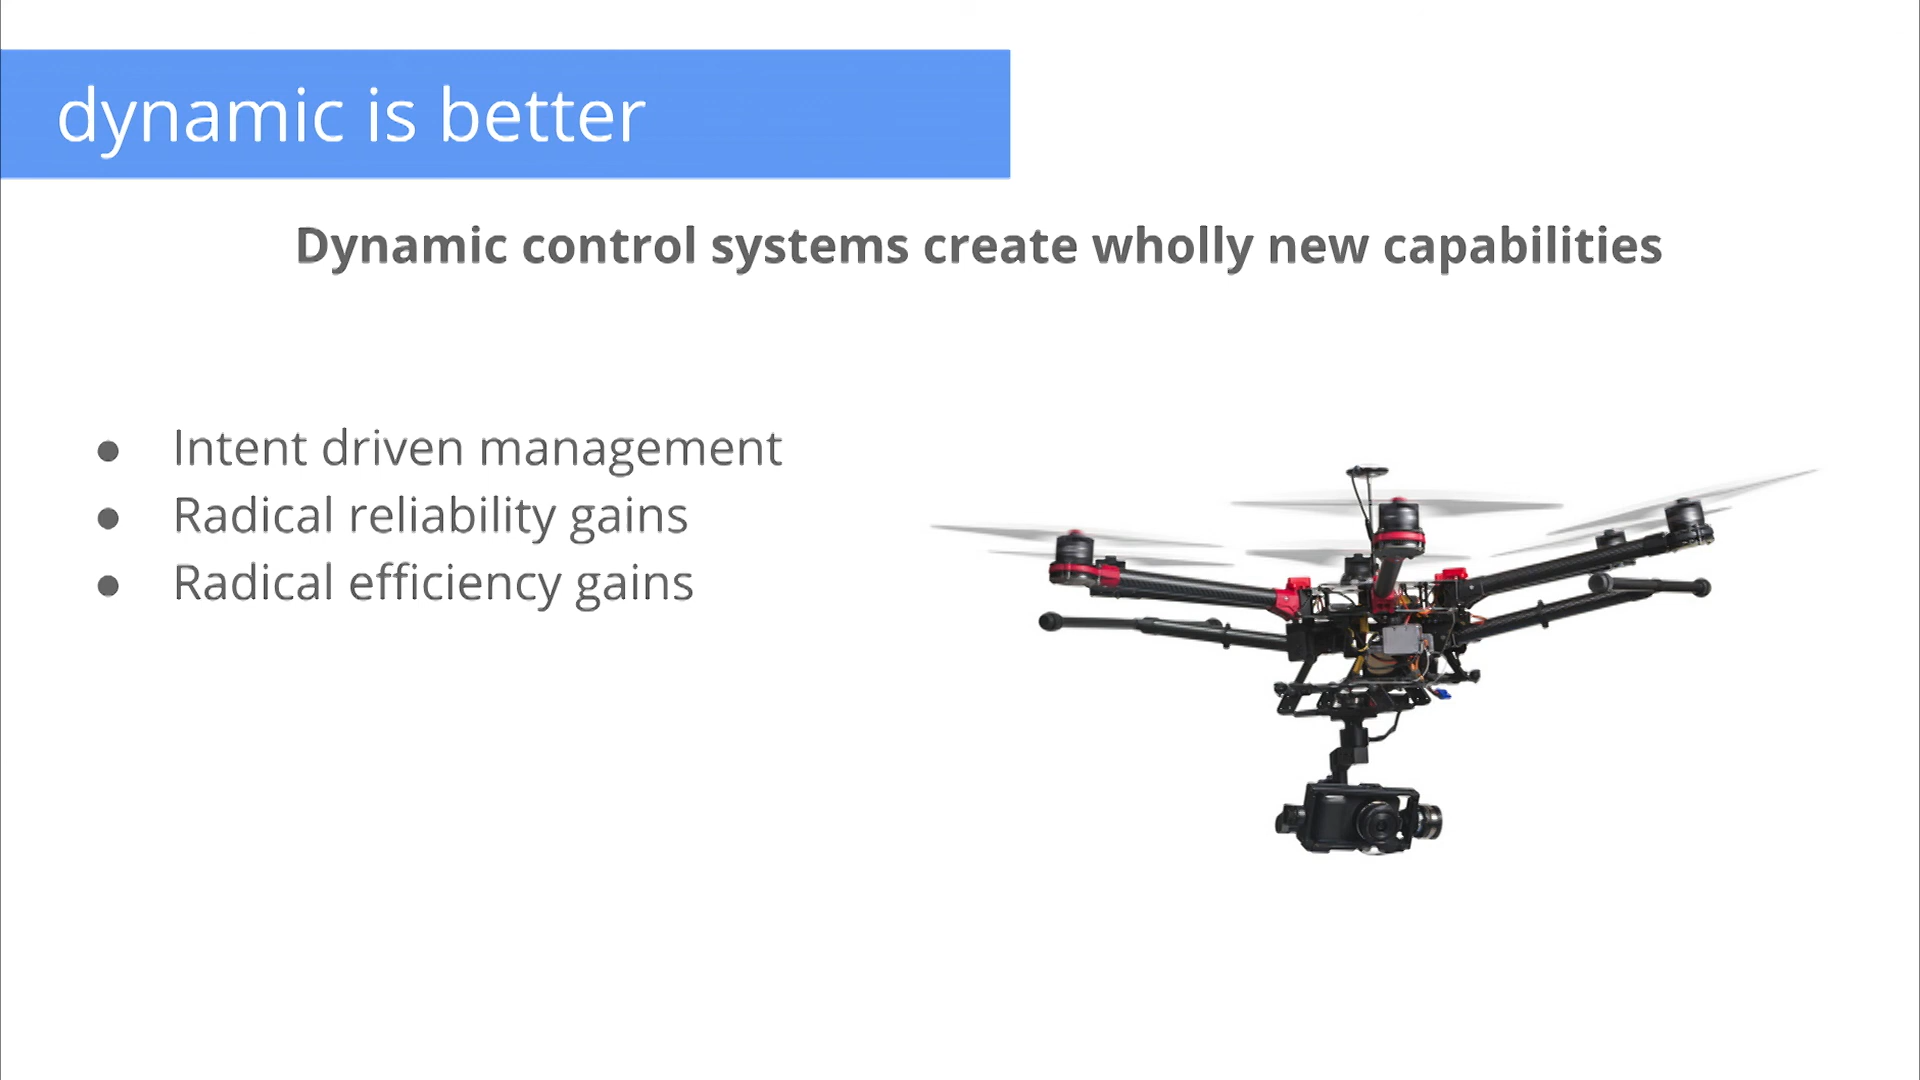 dynamic is better
Dynamic control systems create wholly new capabilities
● Intent driven management
● Radical reliability gains
● Radical efficiency gains